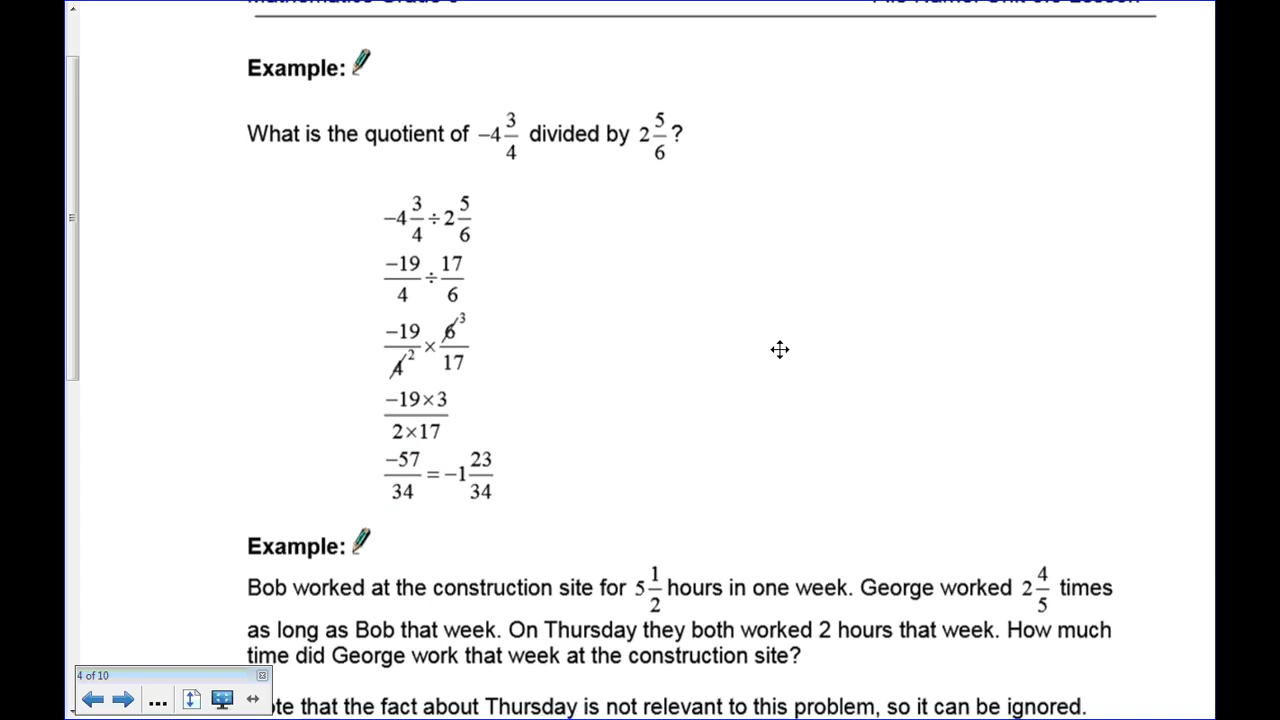 Example:
What is the quotient of −4 3/4 divided by 2 5/6 ?
−4 3/4 ÷ 2 5/6
−19/4 ÷ 17/6
−19/4 2 × 6 3/17
−19×3/2×17
−57/34 = −1 23/34
Example:
Bob worked at the construction site for 5 1/2 hours in one week. George worked 2 4/5 times
as long as Bob that week. On Thursday they both worked 2 hours that week. How much
time did George work that week at the construction site?
4 of 10
that the fact about Thursday is not relevant to this problem, so it can be ignored.